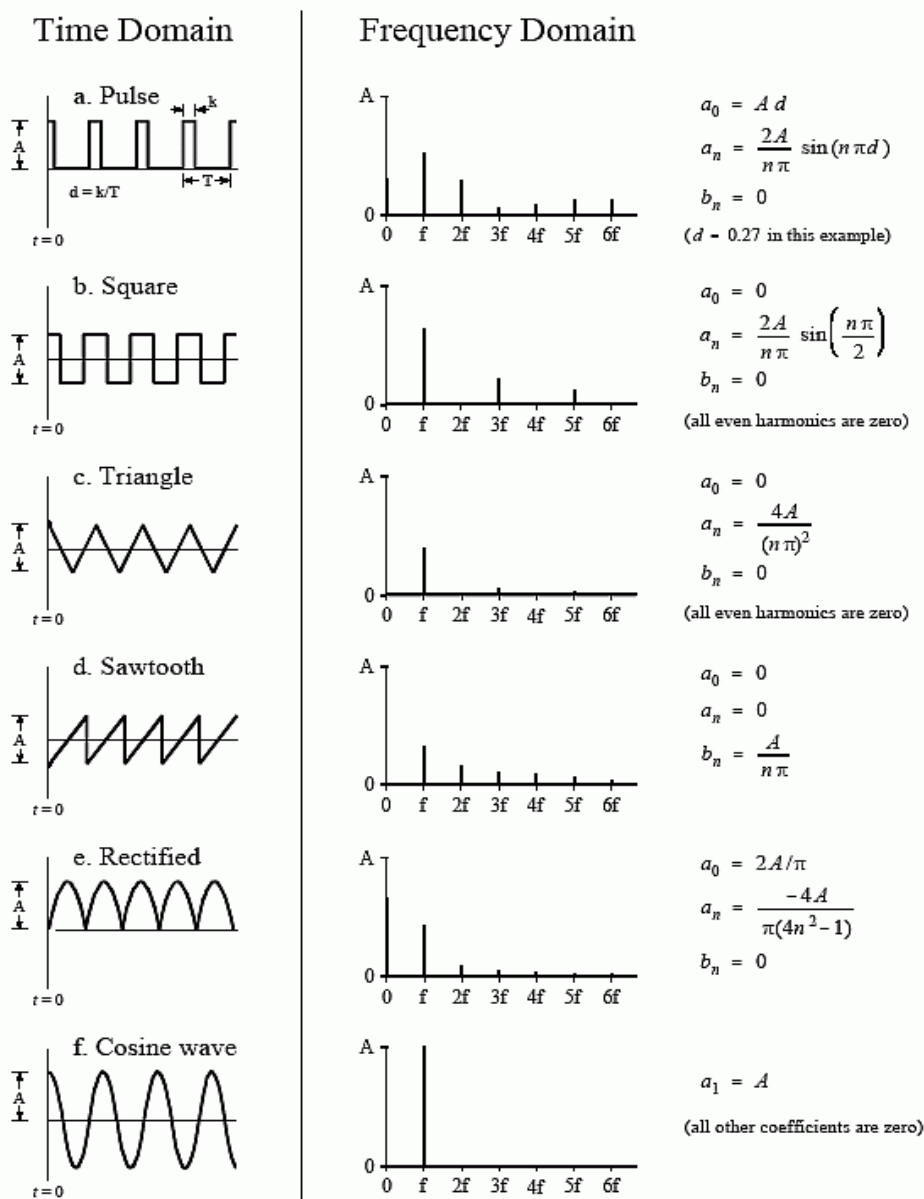 Time Domain
Frequency Domain
a. Pulse
k
A
T
d = k/T
t = 0
A
0
0 f 2f 3f 4f 5f 6f
a₀ = A d
aₙ = 2A/(nπ) sin(nπd)
bₙ = 0
(d = 0.27 in this example)
b. Square
A
t = 0
A
0
0 f 2f 3f 4f 5f 6f
a₀ = 0
aₙ = 2A/(nπ) sin(nπ/2)
bₙ = 0
(all even harmonics are zero)
c. Triangle
A
t = 0
A
0
0 f 2f 3f 4f 5f 6f
a₀ = 0
aₙ = 4A/(nπ)²
bₙ = 0
(all even harmonics are zero)
d. Sawtooth
A
t = 0
A
0
0 f 2f 3f 4f 5f 6f
a₀ = 0
aₙ = 0
bₙ = A/(nπ)
e. Rectified
A
t = 0
A
0
0 f 2f 3f 4f 5f 6f
a₀ = 2A/π
aₙ = -4A/(π(4n²-1))
bₙ = 0
f. Cosine wave
A
t = 0
A
0
0 f 2f 3f 4f 5f 6f
a₁ = A
(all other coefficients are zero)